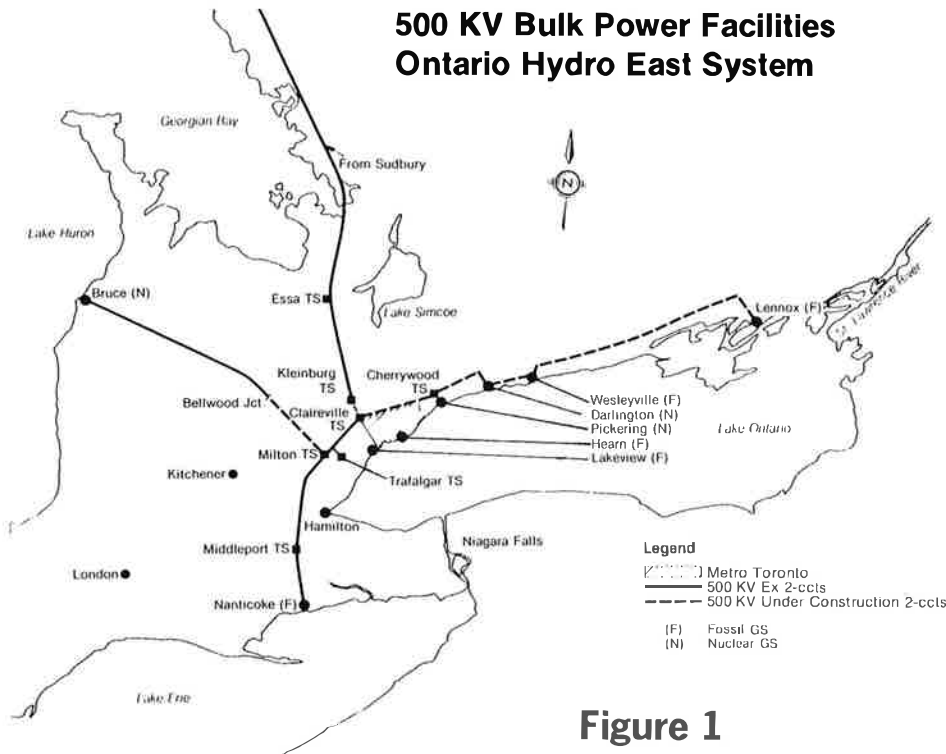 500 KV Bulk Power Facilities
Ontario Hydro East System
Georgian Bay
From Sudbury
N
Lake Huron
Bruce (N)
Essa TS
Lake Simcoe
Lennox (F)
St. Lawrence River
Kleinburg
TS
Cherrywood
TS
Bellwood Jct
Claireville
TS
Wesleyville (F)
Darlington (N)
Pickering (N)
Hearn (F)
Lakeview (F)
Lake Ontario
Milton TS
Kitchener
Trafalgar TS
Hamilton
Middleport TS
Niagara Falls
London
Nanticoke (F)
Lake Erie
Legend
Metro Toronto
500 KV Ex 2-ccts
500 KV Under Construction 2-ccts
(F) Fossil GS
(N) Nuclear GS
Figure 1